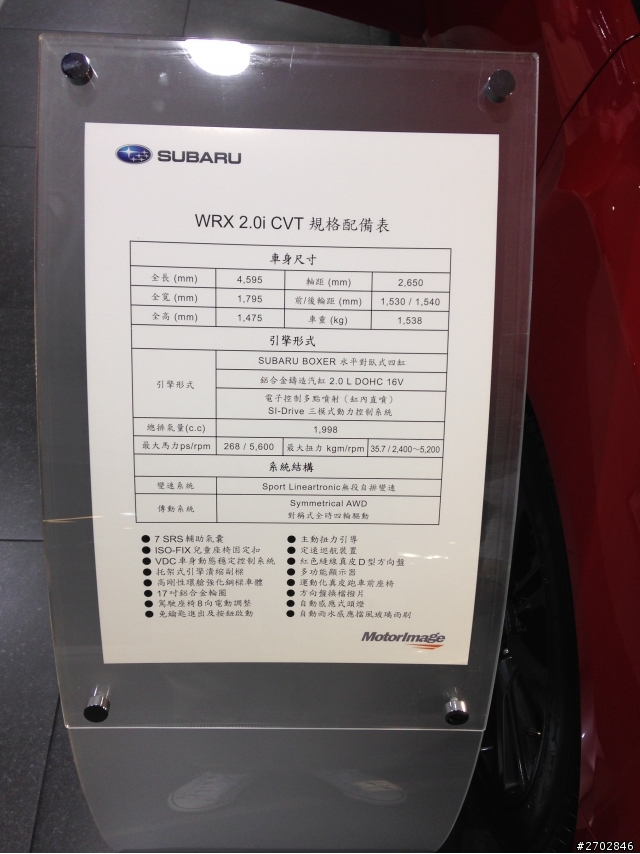 SUBARU
WRX 2.0i CVT 規格配備表
車身尺寸
全長 (mm) 4,595 輪距 (mm) 2,650
全寬 (mm) 1,795 前/後輪距 (mm) 1,530 / 1,540
全高 (mm) 1,475 車重 (kg) 1,538
引擎形式
引擎形式
SUBARU BOXER 水平對臥式四缸
鋁合金鑄造汽缸 2.0 L DOHC 16V
電子控制多點噴射（缸內直噴）
SI-Drive 三模式動力控制系統
總排氣量(c.c) 1,998
最大馬力ps/rpm 268 / 5,600 最大扭力 kgm/rpm 35.7 / 2,400～5,200
系統結構
變速系統 Sport Lineartronic無段自排變速
傳動系統
Symmetrical AWD
對稱式全時四輪驅動
● 7 SRS 輔助氣囊
● ISO-FIX 兒童座椅固定扣
● VDC 車身動態穩定控制系統
● 托架式引擎潰縮副樑
● 高剛性環艙強化鋼樑車體
● 17吋鋁合金輪圈
● 駕駛座椅8向電動調整
● 免鑰匙進出及按鈕啟動
● 主動扭力引導
● 定速巡航裝置
● 紅色縫線真皮D型方向盤
● 多功能顯示器
● 運動化真皮跑車前座椅
● 方向盤換檔撥片
● 自動感應式頭燈
● 自動雨水感應擋風玻璃雨刷
MotorImage
#2702846